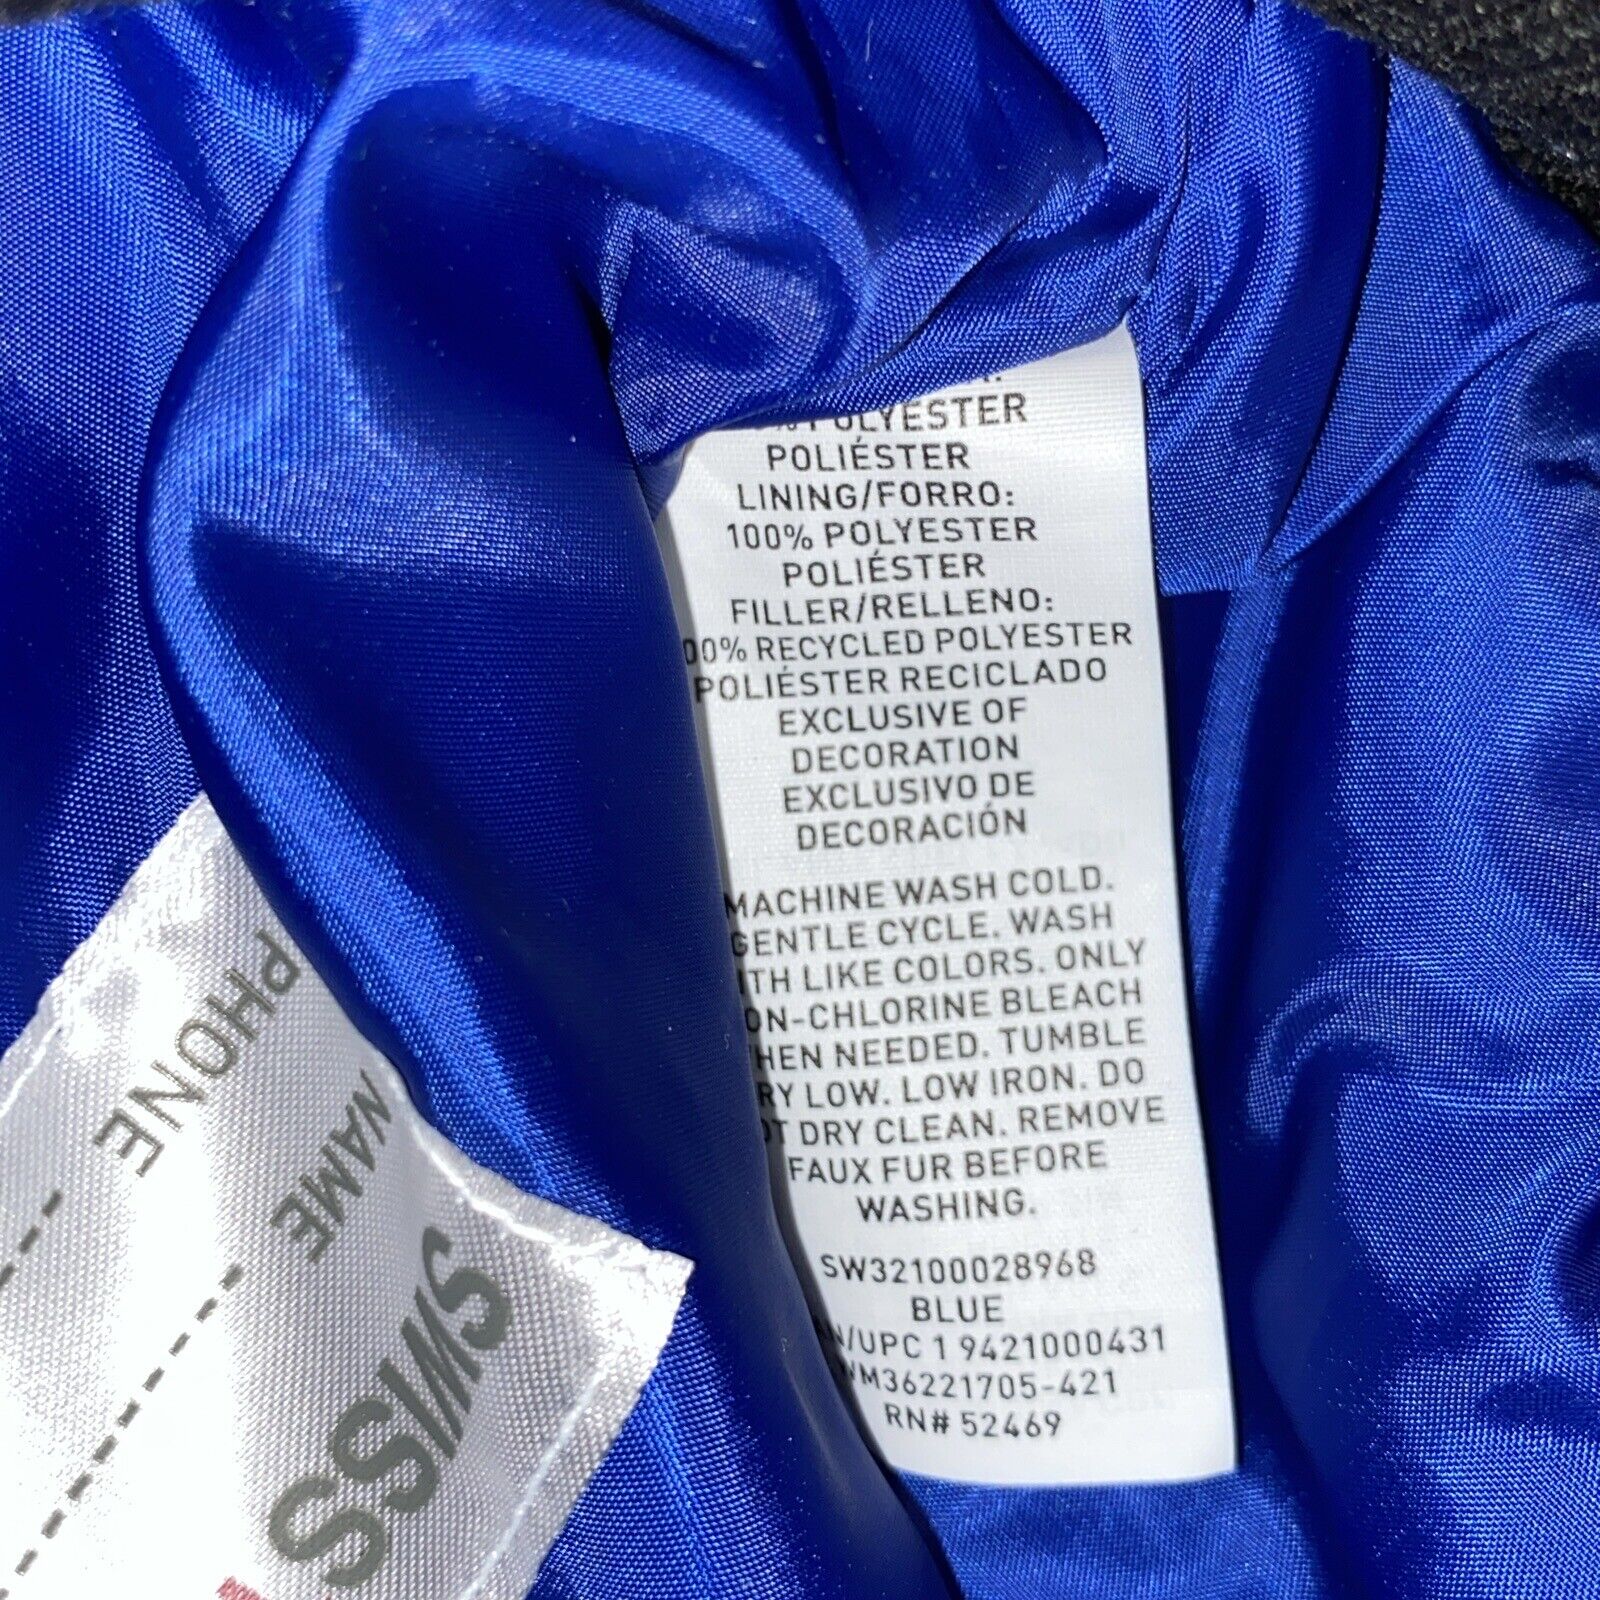 POLYESTER
POLIÉSTER
LINING/FORRO:
100% POLYESTER
POLIÉSTER
FILLER/RELLENO:
00% RECYCLED POLYESTER
POLIÉSTER RECICLADO
EXCLUSIVE OF
DECORATION
EXCLUSIVO DE
DECORACIÓN
MACHINE WASH COLD.
GENTLE CYCLE. WASH
ITH LIKE COLORS. ONLY
ON-CHLORINE BLEACH
HEN NEEDED. TUMBLE
RY LOW. LOW IRON. DO
OT DRY CLEAN. REMOVE
FAUX FUR BEFORE
WASHING.
SW32100028968
BLUE
N/UPC 1 9421000431
M36221705-421
RN# 52469
SWISS
NAME
PHONE